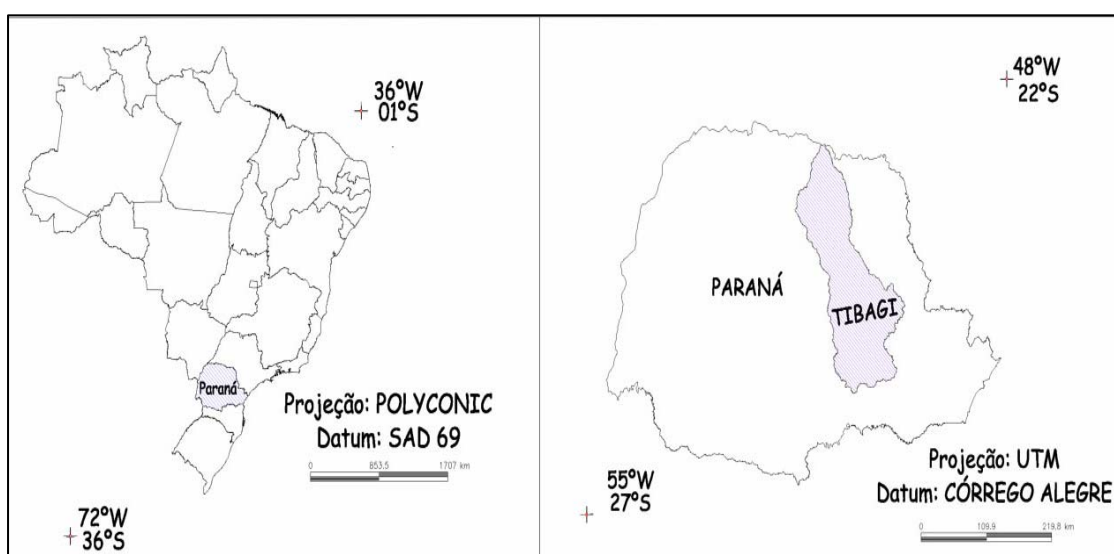 36°W
01°S
Paraná
Projeção: POLYCONIC
Datum: SAD 69
0 853.5 1707 km
72°W
36°S
48°W
22°S
PARANÁ
TIBAGI
55°W
27°S
Projeção: UTM
Datum: CÓRREGO ALEGRE
0 109.9 219.8 km